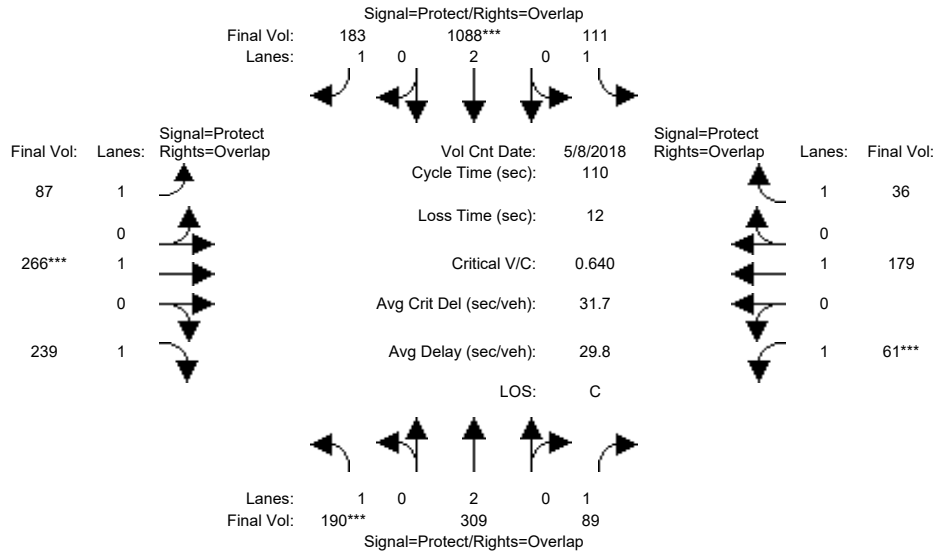 Signal=Protect/Rights=Overlap
Final Vol: 183 1088*** 111
Lanes: 1 0 2 0 1
Signal=Protect Signal=Protect
Final Vol: Lanes: Rights=Overlap Vol Cnt Date: 5/8/2018 Rights=Overlap Lanes: Final Vol:
Cycle Time (sec): 110
87 1 1 36
Loss Time (sec): 12
0 0
266*** 1 Critical V/C: 0.640 1 179
0 Avg Crit Del (sec/veh): 31.7 0
239 1 Avg Delay (sec/veh): 29.8 1 61***
LOS: C
Lanes: 1 0 2 0 1
Final Vol: 190*** 309 89
Signal=Protect/Rights=Overlap